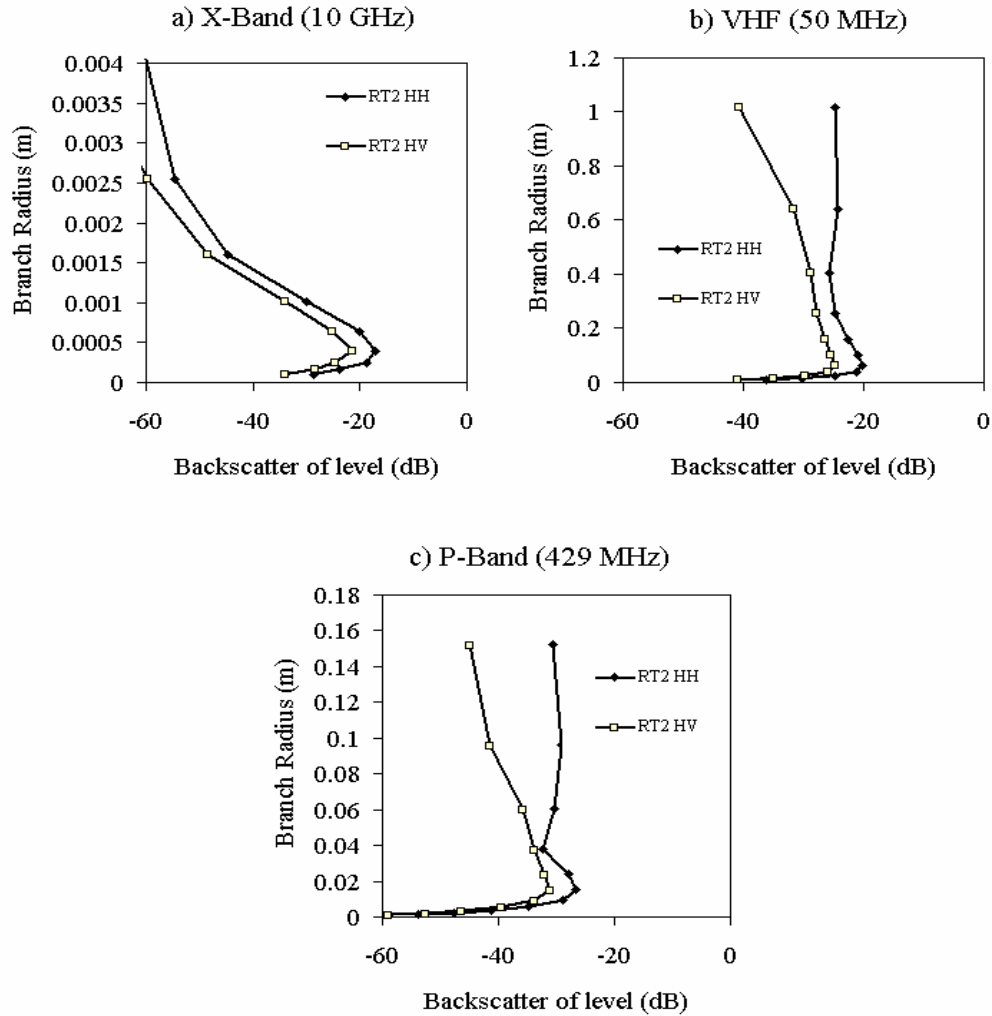 a) X-Band (10 GHz)
0.004
0.0035
0.003
0.0025
0.002
0.0015
0.001
0.0005
0
Branch Radius (m)
RT2 HH
RT2 HV
-60
-40
-20
0
Backscatter of level (dB)
b) VHF (50 MHz)
1.2
1
0.8
0.6
0.4
0.2
0
Branch Radius (m)
RT2 HH
RT2 HV
-60
-40
-20
0
Backscatter of level (dB)
c) P-Band (429 MHz)
0.18
0.16
0.14
0.12
0.1
0.08
0.06
0.04
0.02
0
Branch Radius (m)
RT2 HH
RT2 HV
-60
-40
-20
0
Backscatter of level (dB)